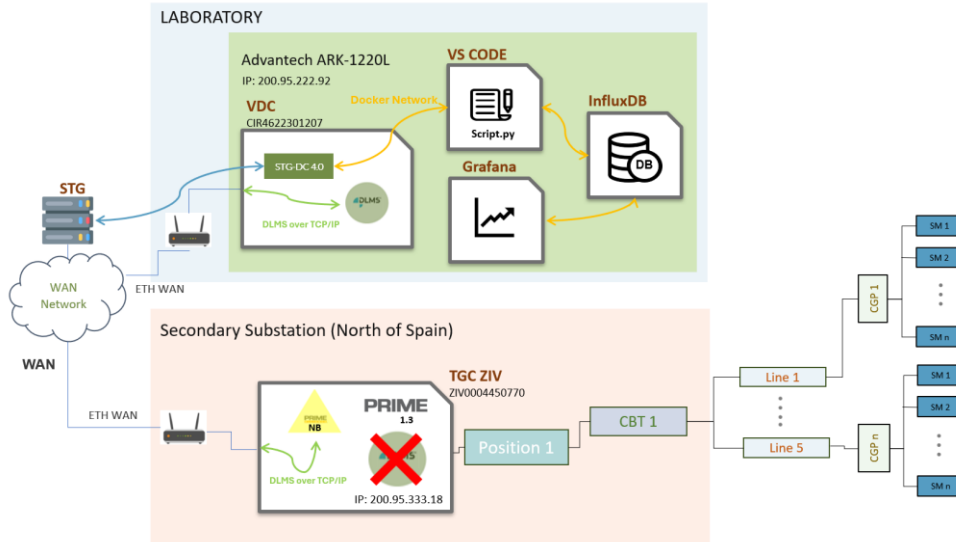 LABORATORY
Advantech ARK-1220L
IP: 200.95.222.92
VDC
CIR4622301207
STG-DC 4.0
DLMS
DLMS over TCP/IP
Docker Network
VS CODE
Script.py
InfluxDB
DB
Grafana
STG
WAN
Network
ETH WAN
WAN
ETH WAN
Secondary Substation (North of Spain)
TGC ZIV
ZIV0004450770
PRIME
NB
PRIME
1.3
DLMS over TCP/IP
IP: 200.95.333.18
Position 1
CBT 1
Line 1
Line 5
CGP 1
SM 1
SM 2
SM n
CGP n
SM 1
SM 2
SM n